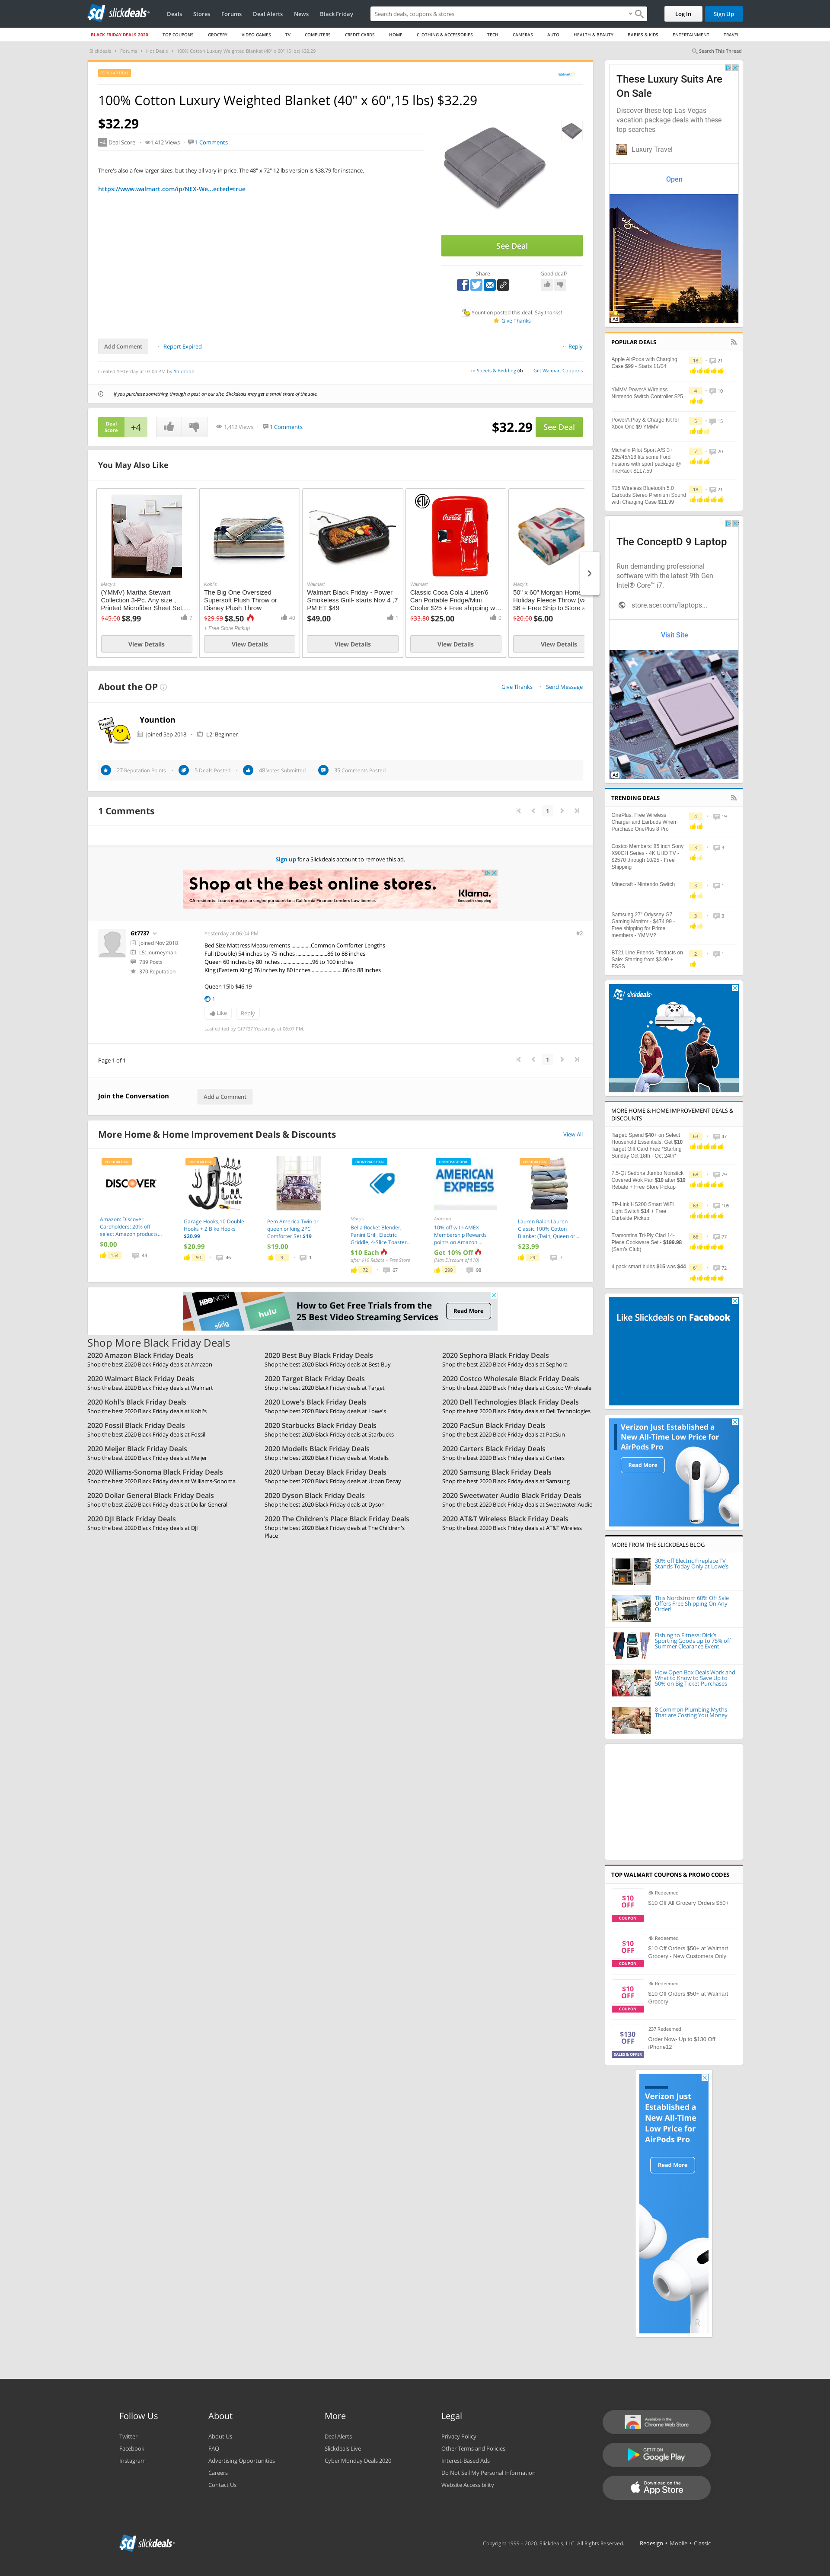 slickdeals
Deals
Stores
Forums
Deal Alerts
News
Black Friday
Search deals, coupons & stores
Log In
Sign Up
BLACK FRIDAY DEALS 2020
TOP COUPONS
GROCERY
VIDEO GAMES
TV
COMPUTERS
CREDIT CARDS
HOME
CLOTHING & ACCESSORIES
TECH
CAMERAS
AUTO
HEALTH & BEAUTY
BABIES & KIDS
ENTERTAINMENT
TRAVEL
Slickdeals > Forums > Hot Deals > 100% Cotton Luxury Weighted Blanket (40" x 60",15 lbs) $32.29
Search This Thread
POPULAR DEAL
Walmart
100% Cotton Luxury Weighted Blanket (40" x 60",15 lbs) $32.29
$32.29
+4 Deal Score
1,412 Views
1 Comments
There's also a few larger sizes, but they all vary in price. The 48" x 72" 12 lbs version is $38.79 for instance.
https://www.walmart.com/ip/NEX-We...ected=true
See Deal
Share
Good deal?
Yountion posted this deal. Say thanks!
Give Thanks
Add Comment
Report Expired
Reply
Created Yesterday at 03:04 PM by Yountion
in Sheets & Bedding (4)
Get Walmart Coupons
If you purchase something through a post on our site, Slickdeals may get a small share of the sale.
Deal Score
+4
1,412 Views
1 Comments
$32.29
See Deal
You May Also Like
Macy's
(YMMV) Martha Stewart Collection 3-Pc. Any size , Printed Microfiber Sheet Set,...
$45.00 $8.99
7
View Details
Kohl's
The Big One Oversized Supersoft Plush Throw or Disney Plush Throw
$29.99 $8.50
40
+ Free Store Pickup
View Details
Walmart
Walmart Black Friday - Power Smokeless Grill- starts Nov 4 ,7 PM ET $49
$49.00
1
View Details
Walmart
Classic Coca Cola 4 Liter/6 Can Portable Fridge/Mini Cooler $25 + Free shipping w...
$33.80 $25.00
0
View Details
Macy's
50" x 60" Morgan Home
Holiday Fleece Throw (va
$6 + Free Ship to Store a
$20.00 $6.00
View Details
About the OP
Give Thanks
Send Message
Yountion
Joined Sep 2018
L2: Beginner
27 Reputation Points
5 Deals Posted
48 Votes Submitted
35 Comments Posted
1 Comments
1
Sign up for a Slickdeals account to remove this ad.
Shop at the best online stores.
CA residents: Loans made or arranged pursuant to a California Financers Law license.
Klarna.
Smoooth shopping
Gt7737
Joined Nov 2018
L5: Journeyman
789 Posts
370 Reputation
Yesterday at 06:04 PM
#2
Bed Size Mattress Measurements ..............Common Comforter Lengths
Full (Double) 54 inches by 75 inches ......................86 to 88 inches
Queen 60 inches by 80 inches ......................96 to 100 inches
King (Eastern King) 76 inches by 80 inches ......................86 to 88 inches
Queen 15lb $46.19
1
Like
Reply
Last edited by Gt7737 Yesterday at 06:07 PM.
Page 1 of 1
1
Join the Conversation
Add a Comment
More Home & Home Improvement Deals & Discounts
View All
POPULAR DEAL
DISCOVER
Amazon: Discover Cardholders: 20% off select Amazon products...
$0.00
154
43
POPULAR DEAL
Garage Hooks,10 Double Hooks + 2 Bike Hooks $20.99
$20.99
90
46
Pem America Twin or queen or king 2PC Comforter Set $19
$19.00
9
1
FRONTPAGE DEAL
Macy's
Bella Rocket Blender, Panini Grill, Electric Griddle, 4-Slice Toaster...
$10 Each
after $10 Rebate + Free Store
72
67
FRONTPAGE DEAL
AMERICAN EXPRESS
Amazon
10% off with AMEX Membership Rewards points on Amazon...
Get 10% Off
(Max Discount of $70)
299
98
POPULAR DEAL
Lauren Ralph Lauren Classic 100% Cotton Blanket (Twin, Queen or...
$23.99
29
7
HBO NOW
hulu
How to Get Free Trials from the 25 Best Video Streaming Services
Read More
Shop More Black Friday Deals
2020 Amazon Black Friday Deals
Shop the best 2020 Black Friday deals at Amazon
2020 Best Buy Black Friday Deals
Shop the best 2020 Black Friday deals at Best Buy
2020 Sephora Black Friday Deals
Shop the best 2020 Black Friday deals at Sephora
2020 Walmart Black Friday Deals
Shop the best 2020 Black Friday deals at Walmart
2020 Target Black Friday Deals
Shop the best 2020 Black Friday deals at Target
2020 Costco Wholesale Black Friday Deals
Shop the best 2020 Black Friday deals at Costco Wholesale
2020 Kohl's Black Friday Deals
Shop the best 2020 Black Friday deals at Kohl's
2020 Lowe's Black Friday Deals
Shop the best 2020 Black Friday deals at Lowe's
2020 Dell Technologies Black Friday Deals
Shop the best 2020 Black Friday deals at Dell Technologies
2020 Fossil Black Friday Deals
Shop the best 2020 Black Friday deals at Fossil
2020 Starbucks Black Friday Deals
Shop the best 2020 Black Friday deals at Starbucks
2020 PacSun Black Friday Deals
Shop the best 2020 Black Friday deals at PacSun
2020 Meijer Black Friday Deals
Shop the best 2020 Black Friday deals at Meijer
2020 Modells Black Friday Deals
Shop the best 2020 Black Friday deals at Modells
2020 Carters Black Friday Deals
Shop the best 2020 Black Friday deals at Carters
2020 Williams-Sonoma Black Friday Deals
Shop the best 2020 Black Friday deals at Williams-Sonoma
2020 Urban Decay Black Friday Deals
Shop the best 2020 Black Friday deals at Urban Decay
2020 Samsung Black Friday Deals
Shop the best 2020 Black Friday deals at Samsung
2020 Dollar General Black Friday Deals
Shop the best 2020 Black Friday deals at Dollar General
2020 Dyson Black Friday Deals
Shop the best 2020 Black Friday deals at Dyson
2020 Sweetwater Audio Black Friday Deals
Shop the best 2020 Black Friday deals at Sweetwater Audio
2020 DJI Black Friday Deals
Shop the best 2020 Black Friday deals at DJI
2020 The Children's Place Black Friday Deals
Shop the best 2020 Black Friday deals at The Children's Place
2020 AT&T Wireless Black Friday Deals
Shop the best 2020 Black Friday deals at AT&T Wireless
These Luxury Suits Are On Sale
Discover these top Las Vegas vacation package deals with these top searches
Luxury Travel
Open
Ad
POPULAR DEALS
Apple AirPods with Charging Case $99 - Starts 11/04
18
21
YMMV PowerA Wireless Nintendo Switch Controller $25
4
10
PowerA Play & Charge Kit for Xbox One $9 YMMV
5
15
Michelin Pilot Sport A/S 3+ 225/45/r18 fits some Ford Fusions with sport package @ TireRack $117.59
7
20
T15 Wireless Bluetooth 5.0 Earbuds Stereo Premium Sound with Charging Case $11.99
18
21
The ConceptD 9 Laptop
Run demanding professional software with the latest 9th Gen Intel® Core™ i7.
store.acer.com/laptops...
Visit Site
Ad
TRENDING DEALS
OnePlus: Free Wireless Charger and Earbuds When Purchase OnePlus 8 Pro
4
19
Costco Members: 85 inch Sony X90CH Series - 4K UHD TV - $2570 through 10/25 - Free Shipping
3
3
Minecraft - Nintendo Switch
3
1
Samsung 27" Odyssey G7 Gaming Monitor - $474.99 - Free shipping for Prime members - YMMV?
3
3
BT21 Line Friends Products on Sale: Starting from $3.90 + FSSS
2
1
slickdeals
MORE HOME & HOME IMPROVEMENT DEALS & DISCOUNTS
Target: Spend $40+ on Select Household Essentials, Get $10 Target Gift Card Free *Starting Sunday Oct 18th - Oct 24th*
63
47
7.5-Qt Sedona Jumbo Nonstick Covered Wok Pan $10 after $10 Rebate + Free Store Pickup
68
79
TP-Link HS200 Smart WiFi Light Switch $14 + Free Curbside Pickup
63
105
Tramontina Tri-Ply Clad 14-Piece Cookware Set - $199.98 (Sam's Club)
66
77
4 pack smart bulbs $15 was $44
61
72
Like Slickdeals on Facebook
Verizon Just Established a New All-Time Low Price for AirPods Pro
Read More
MORE FROM THE SLICKDEALS BLOG
30% off Electric Fireplace TV Stands Today Only at Lowe's
This Nordstrom 60% Off Sale Offers Free Shipping On Any Order!
Fishing to Fitness: Dick's Sporting Goods up to 75% off Summer Clearance Event
How Open Box Deals Work and What to Know to Save Up to 50% on Big Ticket Purchases
8 Common Plumbing Myths That are Costing You Money
TOP WALMART COUPONS & PROMO CODES
$10 OFF
COUPON
8k Redeemed
$10 Off All Grocery Orders $50+
$10 OFF
COUPON
4k Redeemed
$10 Off Orders $50+ at Walmart Grocery - New Customers Only
$10 OFF
COUPON
3k Redeemed
$10 Off Orders $50+ at Walmart Grocery
$130 OFF
SALES & OFFER
237 Redeemed
Order Now- Up to $130 Off iPhone12
Verizon Just Established a New All-Time Low Price for AirPods Pro
Read More
Follow Us
Twitter
Facebook
Instagram
About
About Us
FAQ
Advertising Opportunities
Careers
Contact Us
More
Deal Alerts
Slickdeals Live
Cyber Monday Deals 2020
Legal
Privacy Policy
Other Terms and Policies
Interest-Based Ads
Do Not Sell My Personal Information
Website Accessibility
Available in the Chrome Web Store
GET IT ON Google Play
Download on the App Store
slickdeals
Copyright 1999 - 2020. Slickdeals, LLC. All Rights Reserved.
Redesign • Mobile • Classic